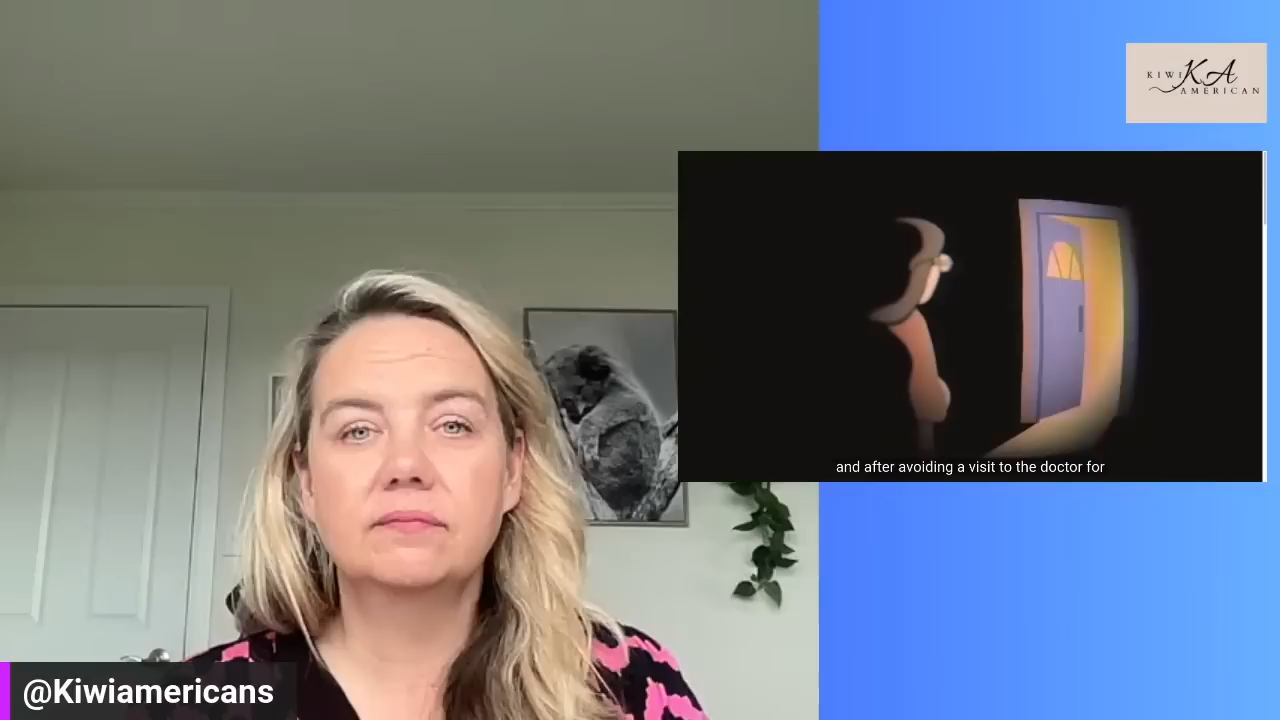 KIWI KA
AMERICAN
and after avoiding a visit to the doctor for
@Kiwiamericans